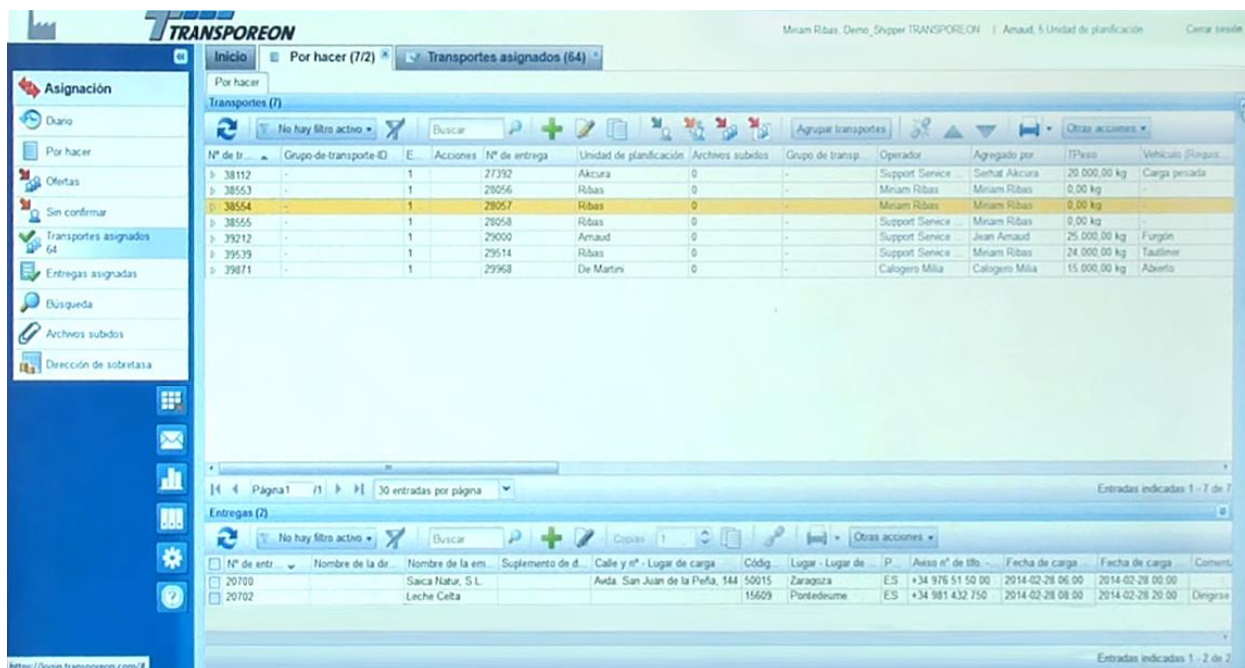 TRANSPOREON
Miriam Ribas, Demo_Shipper TRANSPOREON | Arnaud, 5 Unidad de planificación Cerrar sesión
Inicio Por hacer (7/2) Transportes asignados (64)
Asignación
Diario
Por hacer
Ofertas
Sin confirmar
Transportes asignados
64
Entregas asignadas
Búsqueda
Archivos subidos
Dirección de sobretasa
Por hacer
Transportes (7)
No hay filtro activo Buscar Agrupar transportes Otras acciones
Nº de tr... Grupo-de-transporte-ID E... Acciones Nº de entrega Unidad de planificación Archivos subidos Grupo de transp... Operador Agregado por TPeso Vehículo (Requis...
38112 - 1 27392 Akcura 0 - Support Service ... Serhat Akcura 20.000,00 kg Carga pesada
38553 - 1 28056 Ribas 0 - Miriam Ribas Miriam Ribas 0,00 kg -
38554 - 1 28057 Ribas 0 - Miriam Ribas Miriam Ribas 0,00 kg -
38555 - 1 28058 Ribas 0 - Support Service ... Miriam Ribas 0,00 kg -
39212 - 1 29000 Arnaud 0 - Support Service ... Jean Arnaud 25.000,00 kg Furgón
39539 - 1 29514 Ribas 0 - Support Service ... Miriam Ribas 24.000,00 kg Tautliner
39871 - 1 29968 De Martini 0 - Calogero Milia Calogero Milia 15.000,00 kg Abierto
Página 1 /1 30 entradas por página Entradas indicadas 1 - 7 de 7
Entregas (2)
No hay filtro activo Buscar Copias 1 Otras acciones
Nº de entr... Nombre de la dir... Nombre de la em... Suplemento de d... Calle y nº - Lugar de carga Códig... Lugar - Lugar de ... P... Aviso nº de tlfo. -... Fecha de carga ... Fecha de carga ... Coment
20700 Saica Natur, S.L. Avda. San Juan de la Peña, 144 50015 Zaragoza ES +34 976 51 50 00 2014-02-28 06:00 2014-02-28 00:00
20702 Leche Celta 15609 Pontedeume ES +34 981 432 750 2014-02-28 08:00 2014-02-28 20:00 Dirigirse
Entradas indicadas 1 - 2 de 2
https://login.transporeon.com/#